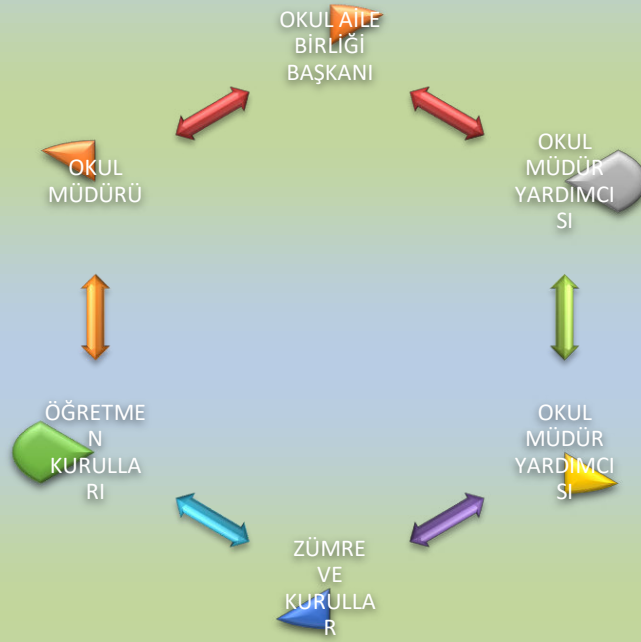 OKUL AİLE
BİRLİĞİ
BAŞKANI
OKUL
MÜDÜRÜ
OKUL
MÜDÜR
YARDIMCI
SI
ÖĞRETME
N
KURULLA
RI
OKUL
MÜDÜR
YARDIMCI
SI
ZÜMRE
VE
KURULLA
R